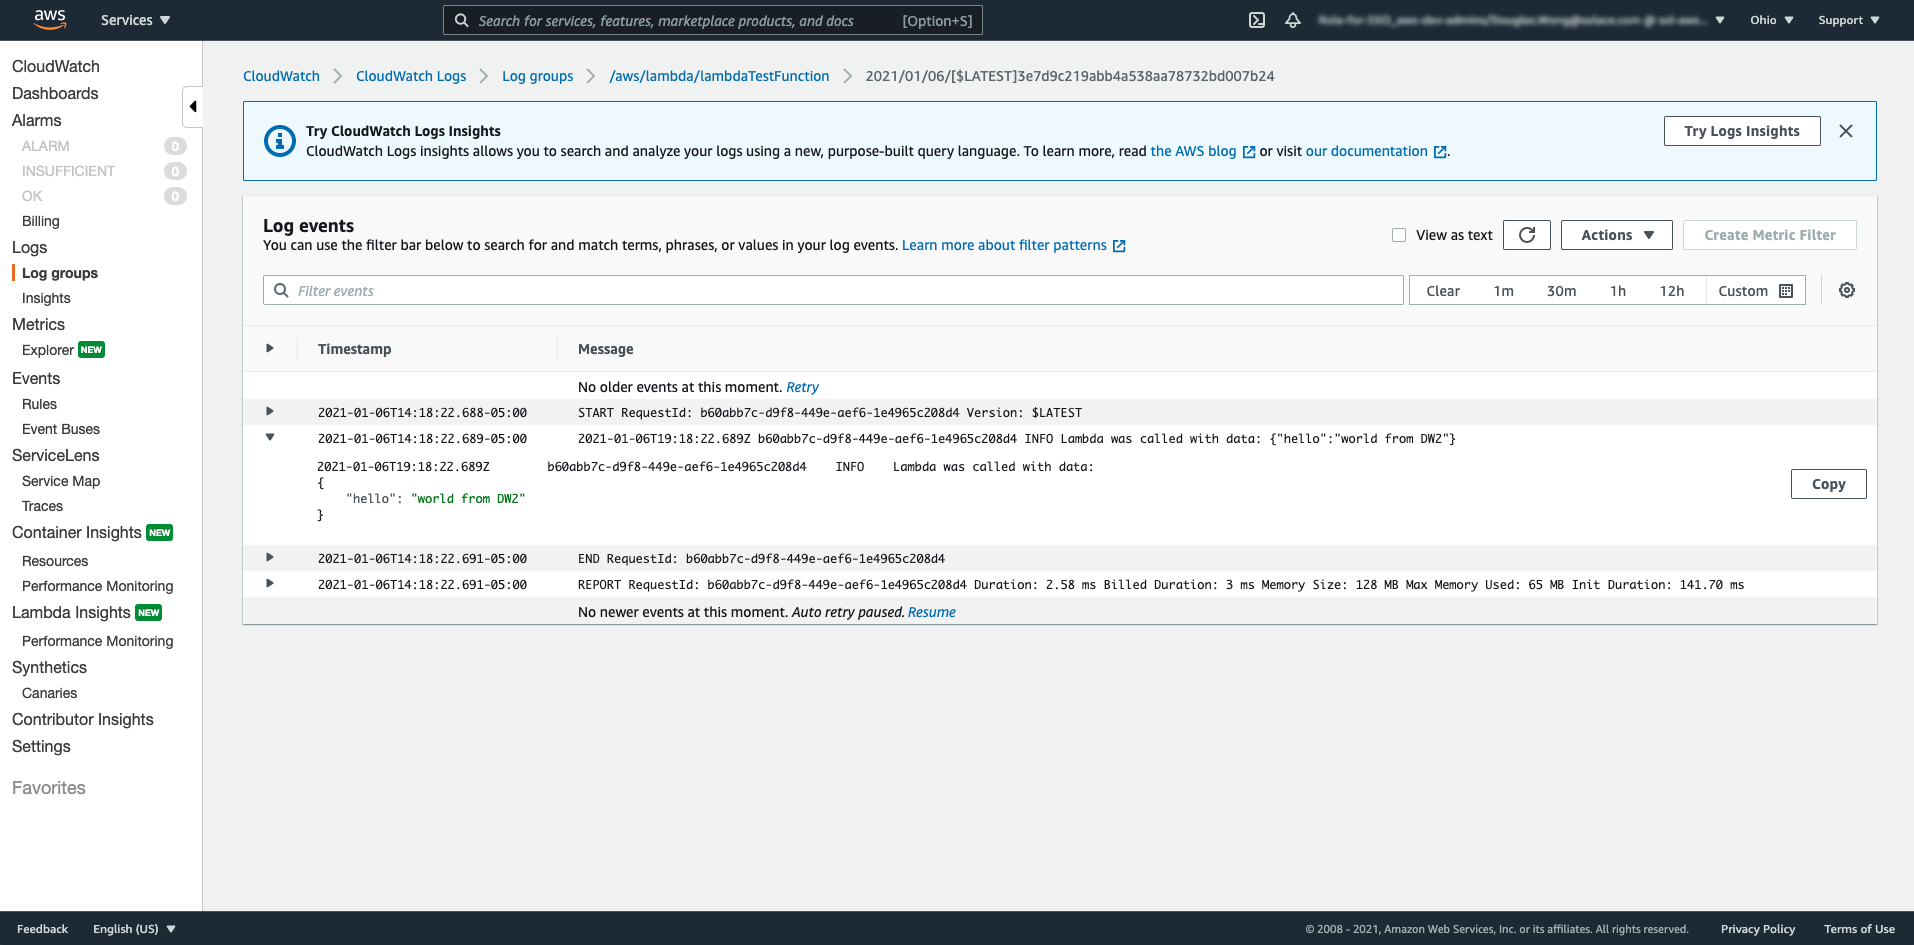 aws
Services
Search for services, features, marketplace products, and docs [Option+S]
Ohio
Support
CloudWatch
Dashboards
Alarms
ALARM 0
INSUFFICIENT 0
OK 0
Billing
Logs
Log groups
Insights
Metrics
Explorer NEW
Events
Rules
Event Buses
ServiceLens
Service Map
Traces
Container Insights NEW
Resources
Performance Monitoring
Lambda Insights NEW
Performance Monitoring
Synthetics
Canaries
Contributor Insights
Settings
Favorites
CloudWatch CloudWatch Logs Log groups /aws/lambda/lambdaTestFunction 2021/01/06/[$LATEST]3e7d9c219abb4a538aa78732bd007b24
Try CloudWatch Logs Insights
CloudWatch Logs insights allows you to search and analyze your logs using a new, purpose-built query language. To learn more, read the AWS blog or visit our documentation.
Try Logs Insights
Log events
You can use the filter bar below to search for and match terms, phrases, or values in your log events. Learn more about filter patterns
View as text
Actions
Create Metric Filter
Filter events
Clear 1m 30m 1h 12h Custom
Timestamp Message
No older events at this moment. Retry
2021-01-06T14:18:22.688-05:00 START RequestId: b60abb7c-d9f8-449e-aef6-1e4965c208d4 Version: $LATEST
2021-01-06T14:18:22.689-05:00 2021-01-06T19:18:22.689Z b60abb7c-d9f8-449e-aef6-1e4965c208d4 INFO Lambda was called with data: {"hello":"world from DW2"}
2021-01-06T19:18:22.689Z b60abb7c-d9f8-449e-aef6-1e4965c208d4 INFO Lambda was called with data:
{
"hello": "world from DW2"
}
Copy
2021-01-06T14:18:22.691-05:00 END RequestId: b60abb7c-d9f8-449e-aef6-1e4965c208d4
2021-01-06T14:18:22.691-05:00 REPORT RequestId: b60abb7c-d9f8-449e-aef6-1e4965c208d4 Duration: 2.58 ms Billed Duration: 3 ms Memory Size: 128 MB Max Memory Used: 65 MB Init Duration: 141.70 ms
No newer events at this moment. Auto retry paused. Resume
Feedback English (US)
© 2008 - 2021, Amazon Web Services, Inc. or its affiliates. All rights reserved. Privacy Policy Terms of Use